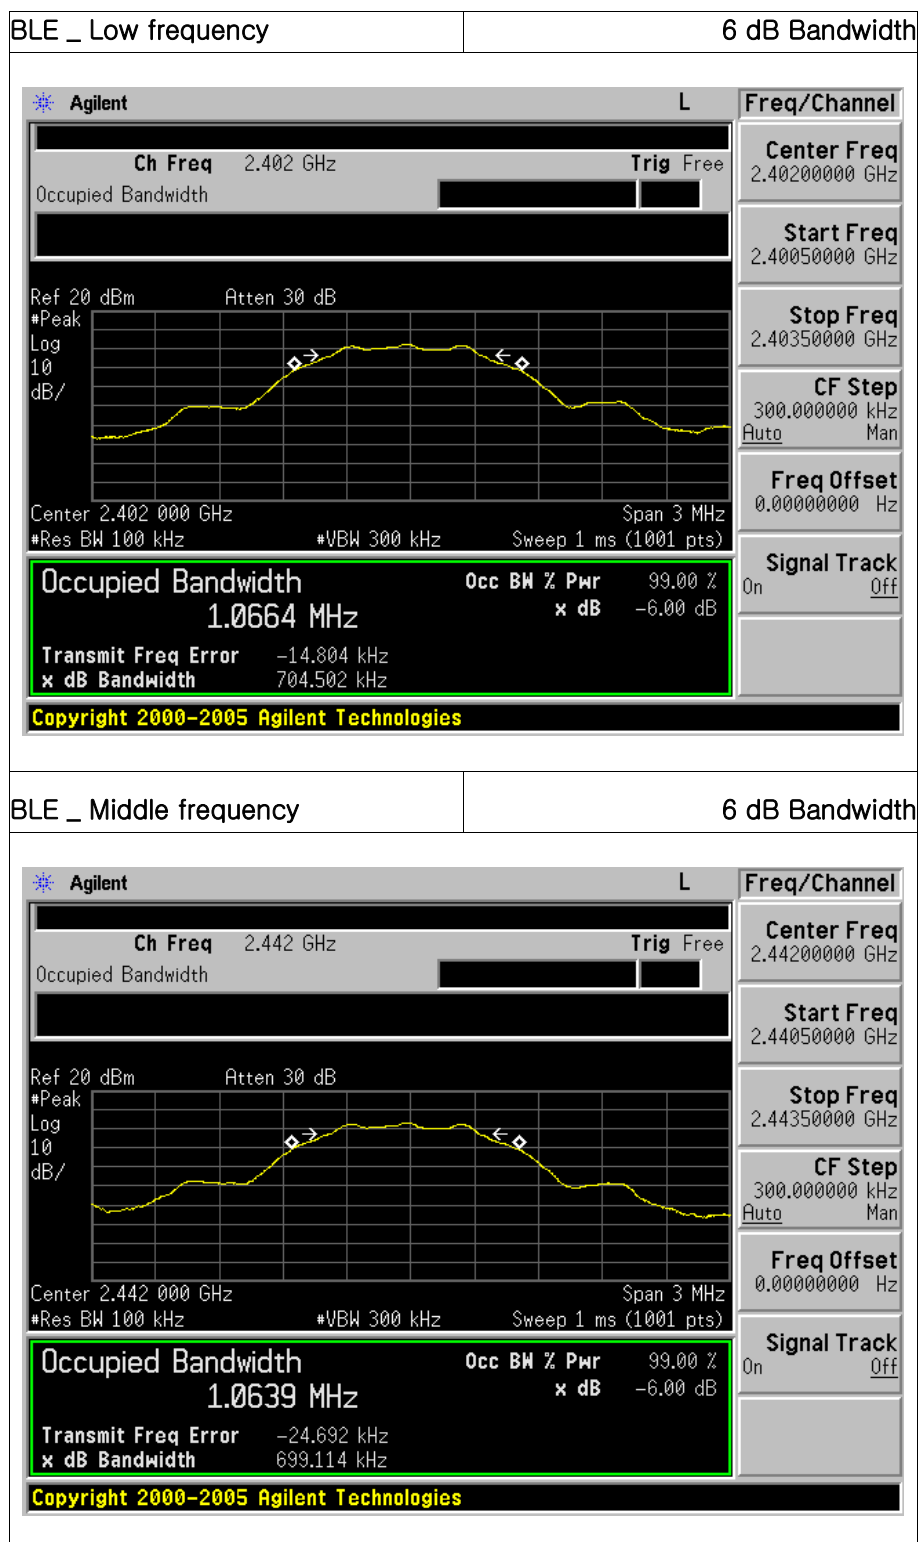 BLE _ Low frequency 6 dB Bandwidth
Agilent L Freq/Channel
Ch Freq 2.402 GHz Trig Free
Occupied Bandwidth
Center Freq
2.40200000 GHz
Start Freq
2.40050000 GHz
Stop Freq
2.40350000 GHz
CF Step
300.000000 kHz
Auto Man
Freq Offset
0.00000000 Hz
Signal Track
On Off
Ref 20 dBm Atten 30 dB
#Peak
Log
10
dB/
Center 2.402 000 GHz Span 3 MHz
#Res BW 100 kHz #VBW 300 kHz Sweep 1 ms (1001 pts)
Occupied Bandwidth Occ BW % Pwr 99.00 %
1.0664 MHz x dB -6.00 dB
Transmit Freq Error -14.804 kHz
x dB Bandwidth 704.502 kHz
Copyright 2000-2005 Agilent Technologies
BLE _ Middle frequency 6 dB Bandwidth
Agilent L Freq/Channel
Ch Freq 2.442 GHz Trig Free
Occupied Bandwidth
Center Freq
2.44200000 GHz
Start Freq
2.44050000 GHz
Stop Freq
2.44350000 GHz
CF Step
300.000000 kHz
Auto Man
Freq Offset
0.00000000 Hz
Signal Track
On Off
Ref 20 dBm Atten 30 dB
#Peak
Log
10
dB/
Center 2.442 000 GHz Span 3 MHz
#Res BW 100 kHz #VBW 300 kHz Sweep 1 ms (1001 pts)
Occupied Bandwidth Occ BW % Pwr 99.00 %
1.0639 MHz x dB -6.00 dB
Transmit Freq Error -24.692 kHz
x dB Bandwidth 699.114 kHz
Copyright 2000-2005 Agilent Technologies